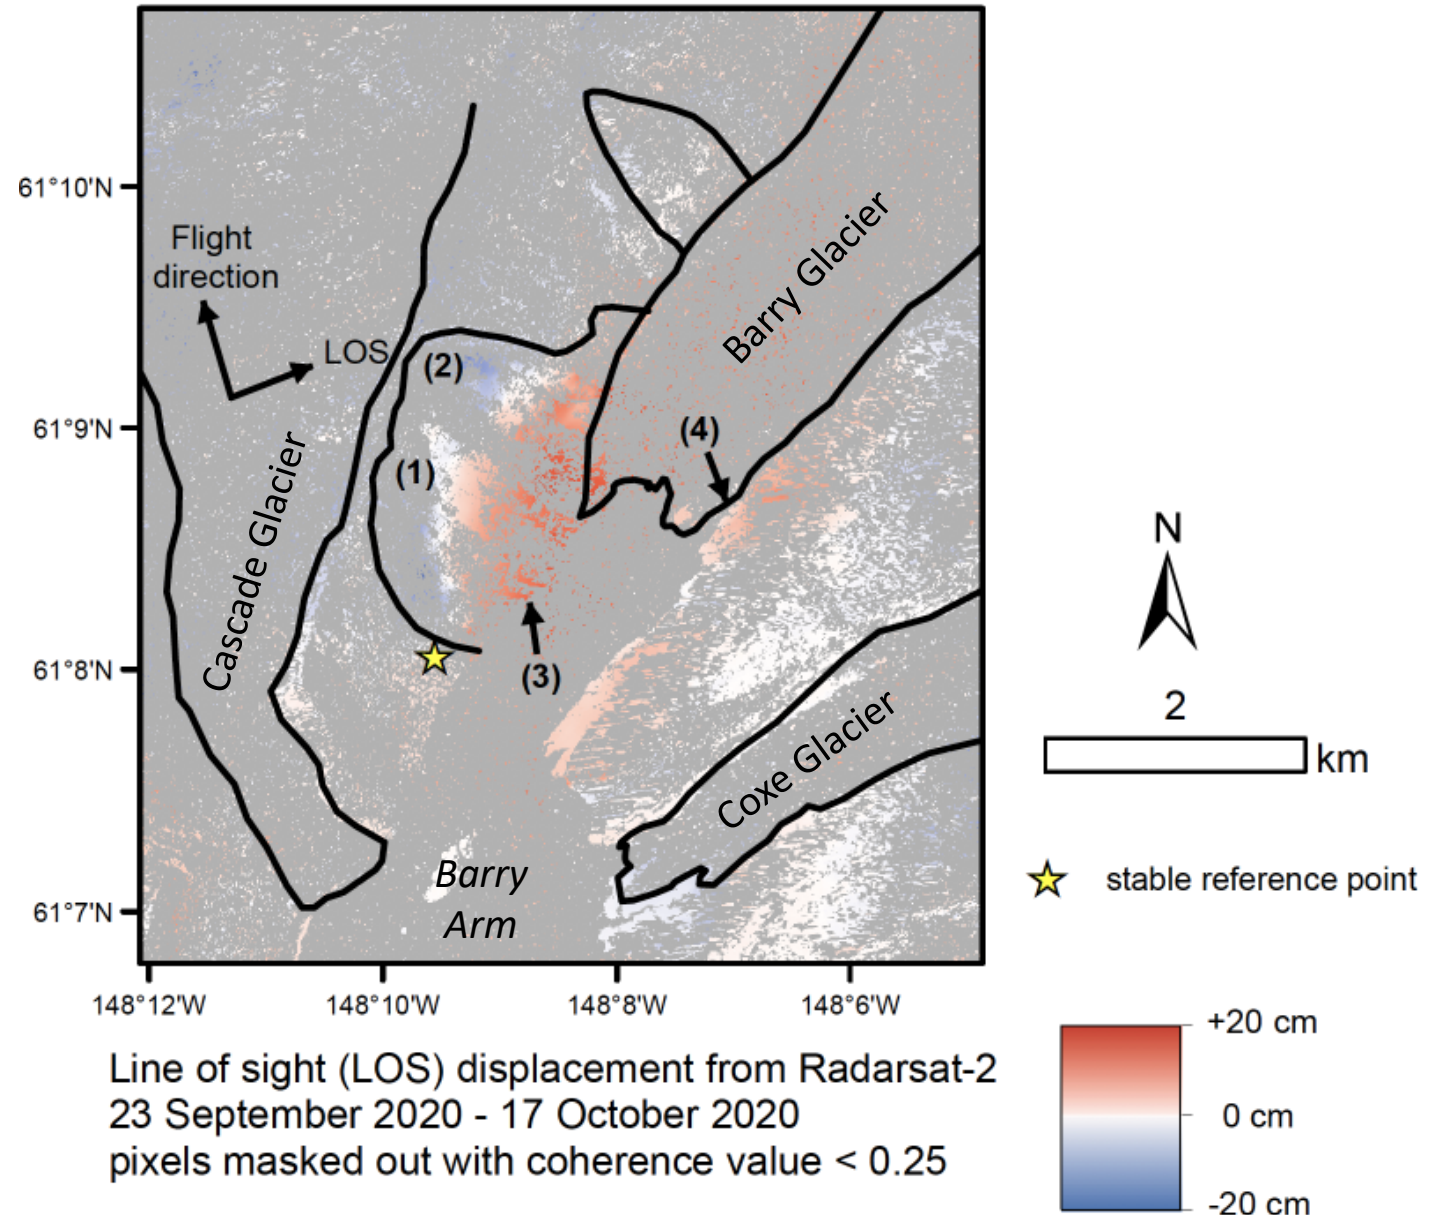 61°10'N
Flight
direction
LOS
Barry Glacier
(2)
61°9'N
(4)
(1)
Cascade Glacier
N
61°8'N
(3)
2
km
Coxe Glacier
Barry
Arm
stable reference point
61°7'N
148°12'W
148°10'W
148°8'W
148°6'W
+20 cm
0 cm
-20 cm
Line of sight (LOS) displacement from Radarsat-2
23 September 2020 - 17 October 2020
pixels masked out with coherence value < 0.25